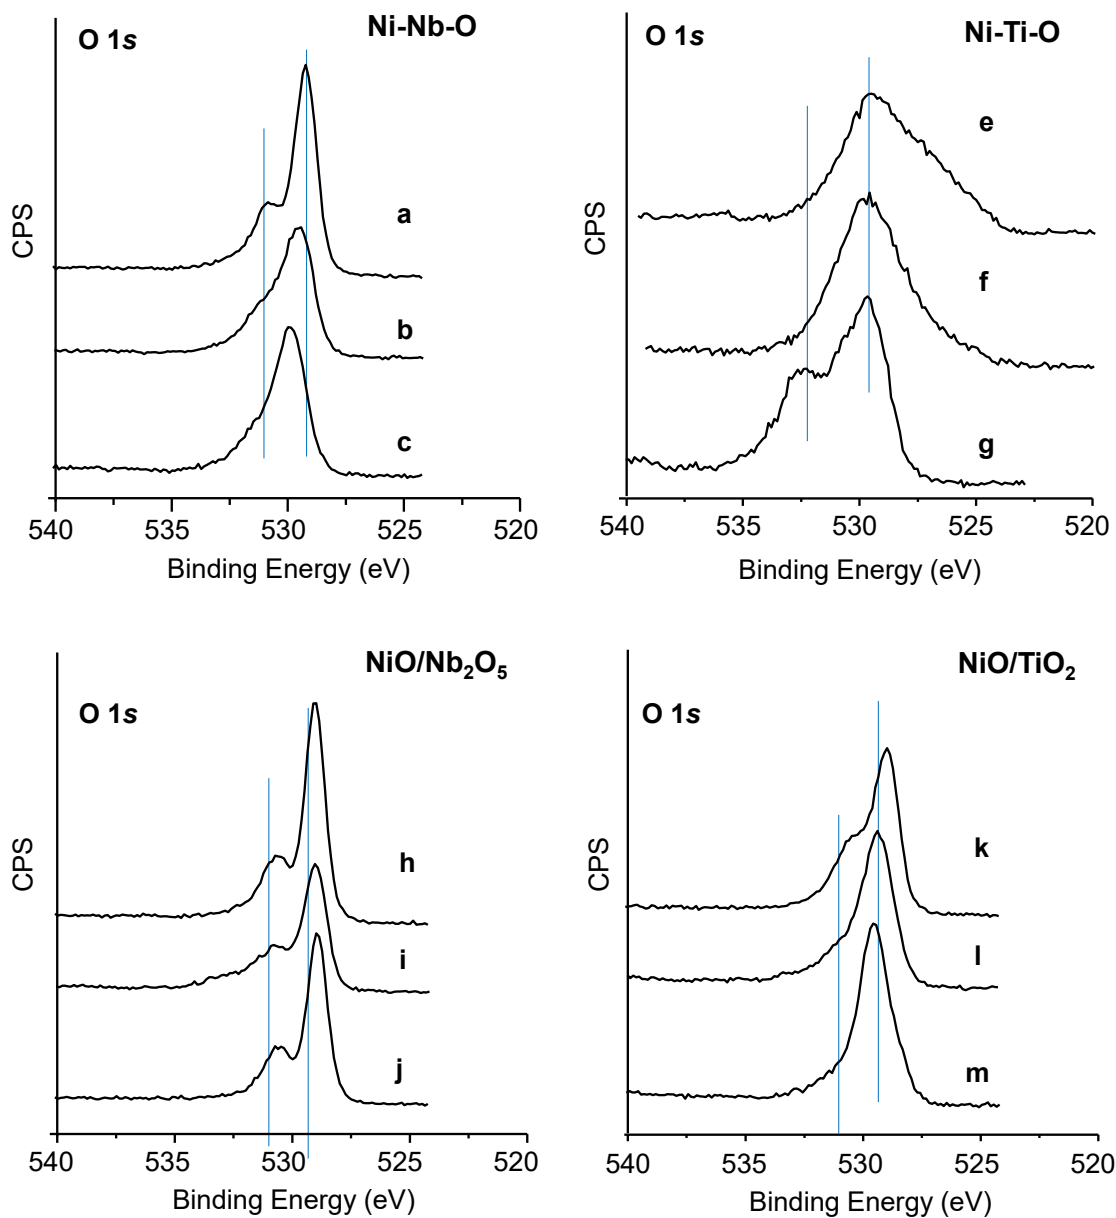 O 1s
Ni-Nb-O
a
b
c
CPS
540
535
530
525
520
Binding Energy (eV)
O 1s
Ni-Ti-O
e
f
g
CPS
540
535
530
525
520
Binding Energy (eV)
O 1s
NiO/Nb₂O₅
h
i
j
CPS
540
535
530
525
520
Binding Energy (eV)
O 1s
NiO/TiO₂
k
l
m
CPS
540
535
530
525
520
Binding Energy (eV)